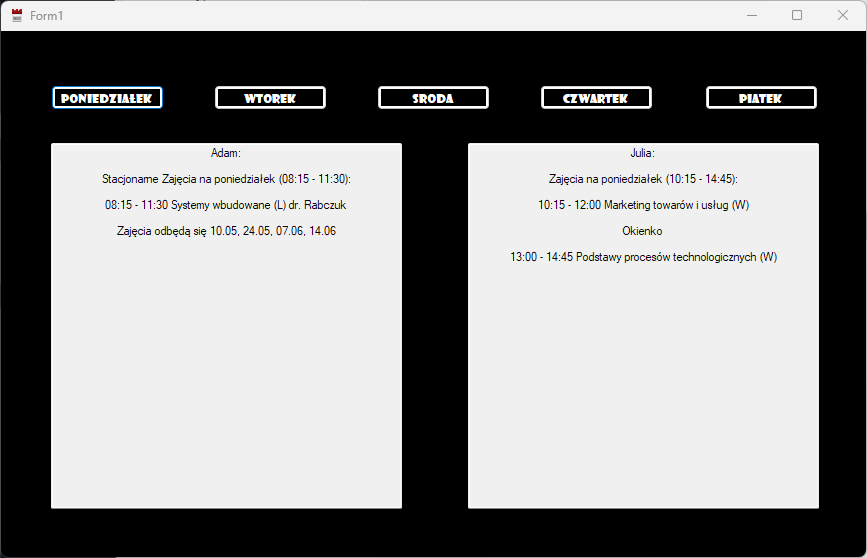 Form1
PONIEDZIAŁEK
WTOREK
SRODA
CZWARTEK
PIATEK
Adam:
Stacjonarne Zajęcia na poniedziałek (08:15 - 11:30):
08:15 - 11:30 Systemy wbudowane (L) dr. Rabczuk
Zajęcia odbędą się 10.05, 24.05, 07.06, 14.06
Julia:
Zajęcia na poniedziałek (10:15 - 14:45):
10:15 - 12:00 Marketing towarów i usług (W)
Okienko
13:00 - 14:45 Podstawy procesów technologicznych (W)